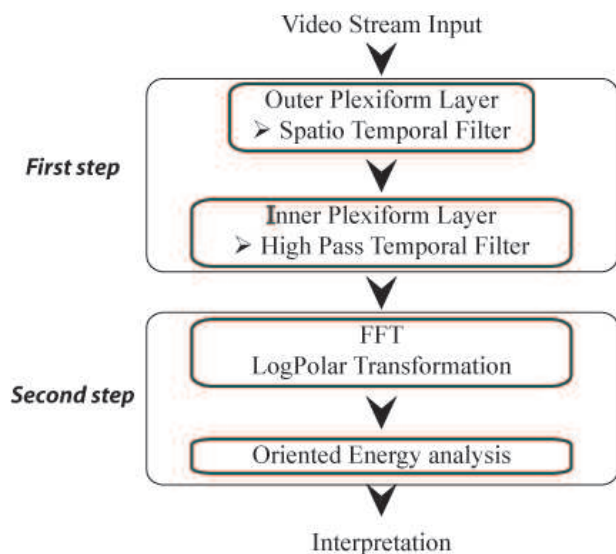 Video Stream Input
Outer Plexiform Layer
➢ Spatio Temporal Filter
First step
Inner Plexiform Layer
➢ High Pass Temporal Filter
FFT
LogPolar Transformation
Second step
Oriented Energy analysis
Interpretation